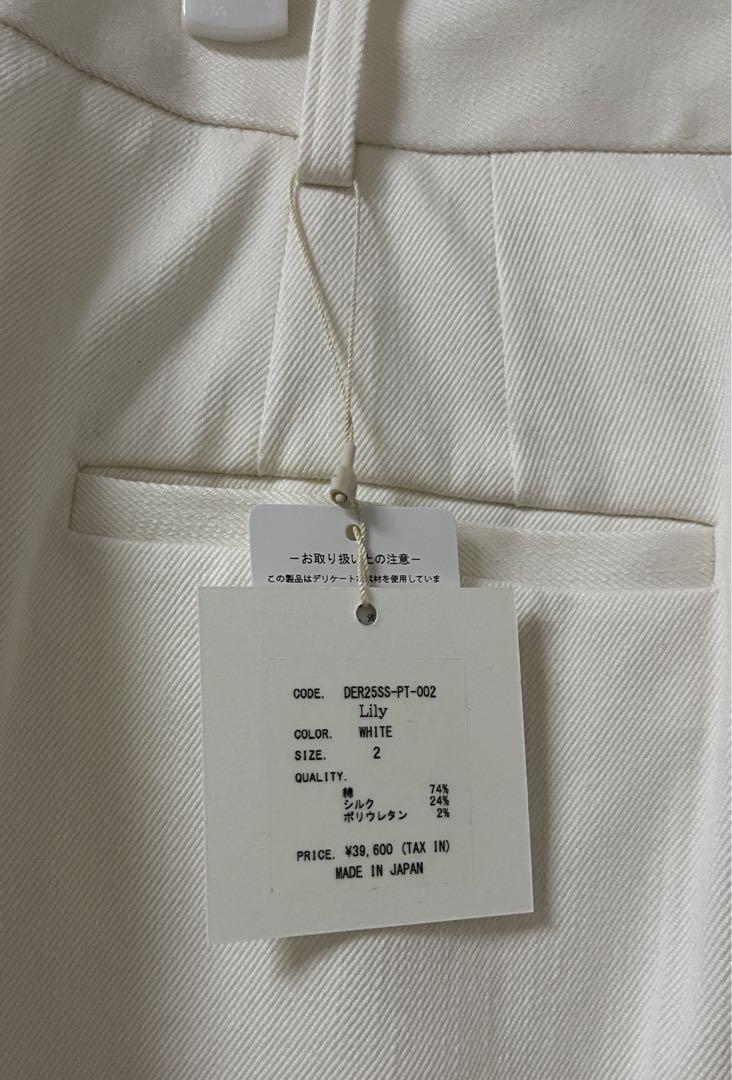 －お取り扱い上の注意－
この製品はデリケートな素材を使用していま
CODE. DER25SS-PT-002
Lily
COLOR. WHITE
SIZE. 2
QUALITY.
綿 74%
シルク 24%
ポリウレタン 2%
PRICE. ¥39,600 (TAX IN)
MADE IN JAPAN